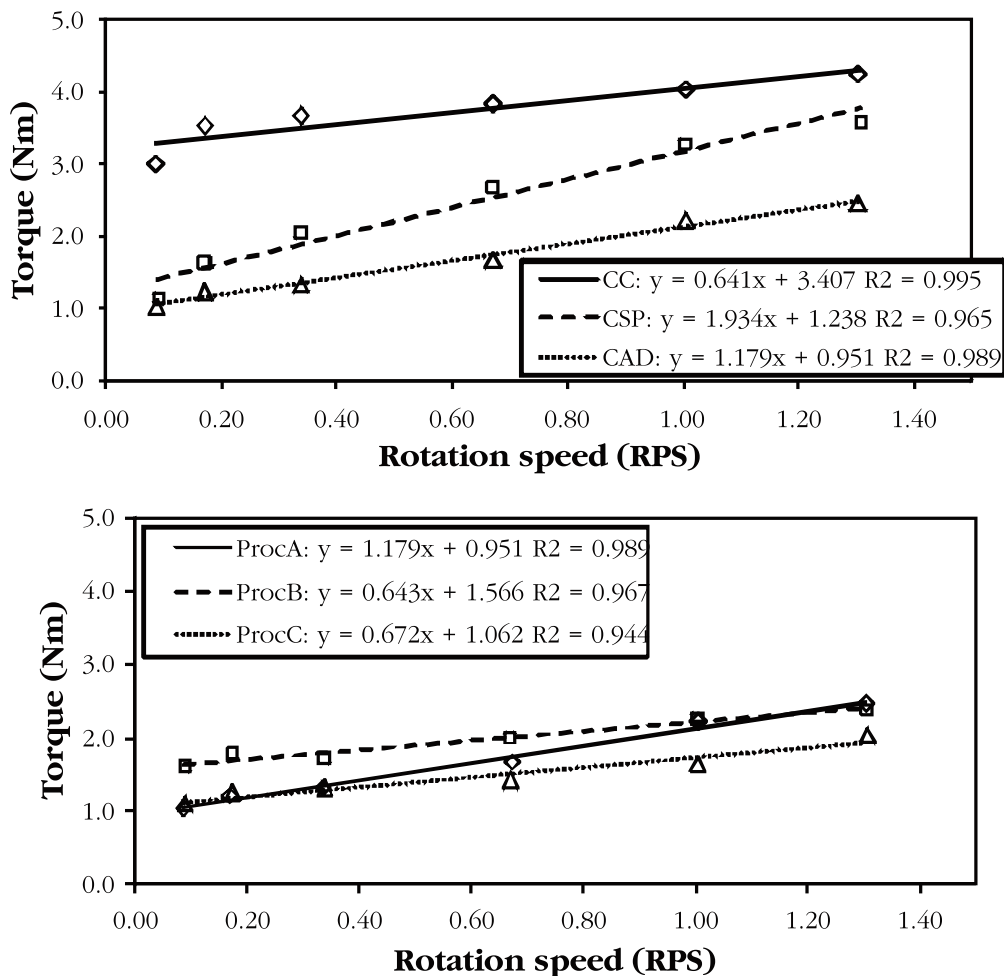 5.0
4.0
3.0
2.0
1.0
0.0
Torque (Nm)
CC: y = 0.641x + 3.407 R2 = 0.995
CSP: y = 1.934x + 1.238 R2 = 0.965
CAD: y = 1.179x + 0.951 R2 = 0.989
0.00 0.20 0.40 0.60 0.80 1.00 1.20 1.40
Rotation speed (RPS)
5.0
4.0
3.0
2.0
1.0
0.0
Torque (Nm)
ProcA: y = 1.179x + 0.951 R2 = 0.989
ProcB: y = 0.643x + 1.566 R2 = 0.967
ProcC: y = 0.672x + 1.062 R2 = 0.944
0.00 0.20 0.40 0.60 0.80 1.00 1.20 1.40
Rotation speed (RPS)